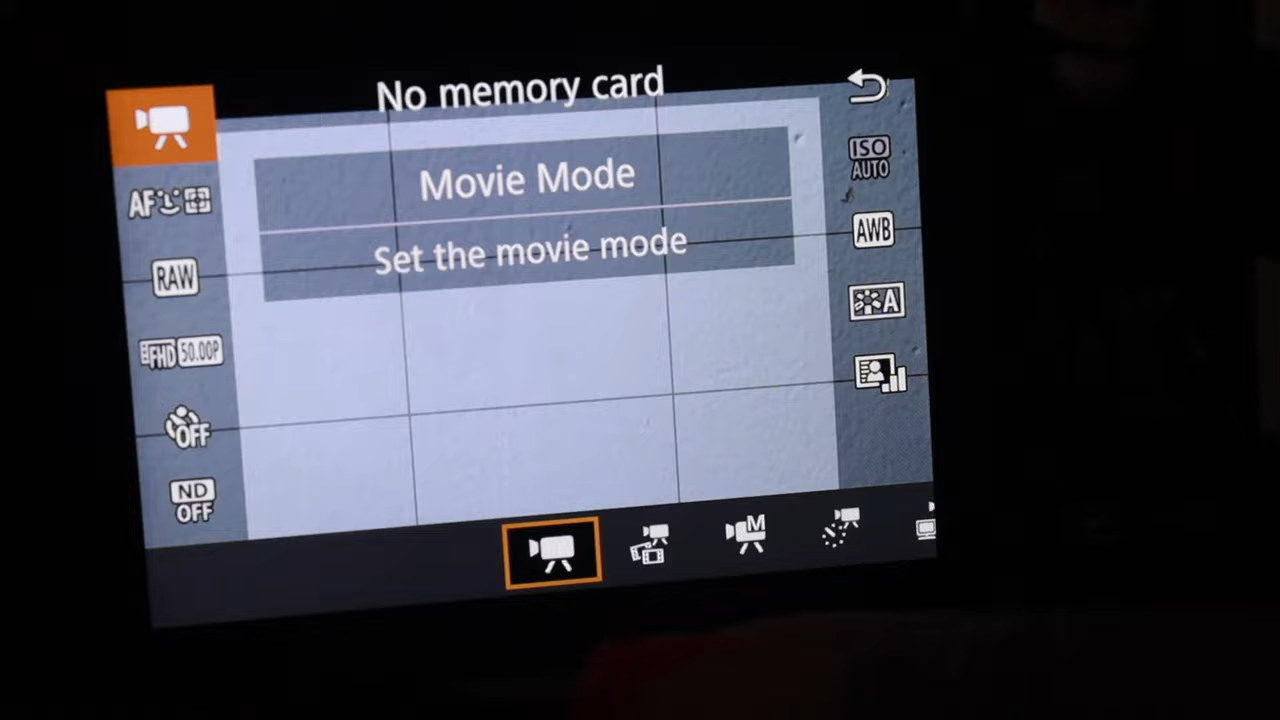 No memory card
Movie Mode
Set the movie mode
AF
RAW
FHD 50.00P
OFF
ND
OFF
ISO
AUTO
AWB
A
M